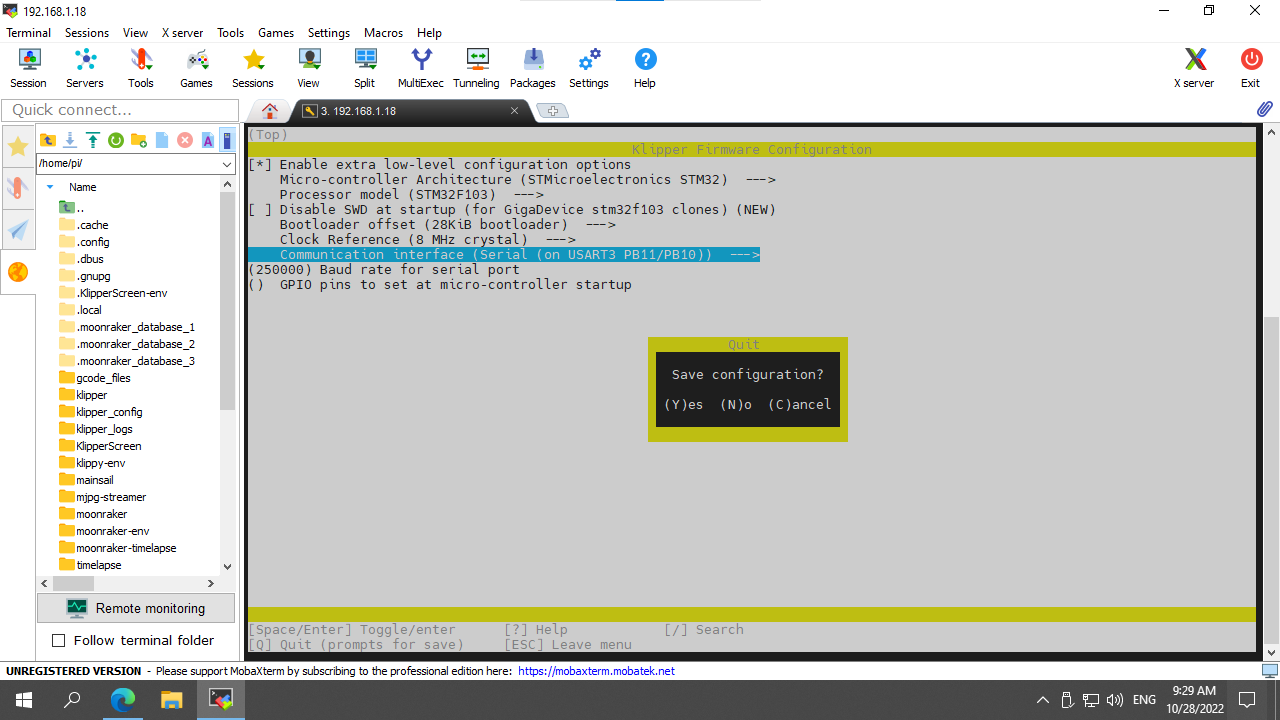 192.168.1.18
Terminal Sessions View X server Tools Games Settings Macros Help
Session Servers Tools Games Sessions View Split MultiExec Tunneling Packages Settings Help X server Exit
Quick connect...
3. 192.168.1.18
/home/pi/
Name
..
.cache
.config
.dbus
.gnupg
.KlipperScreen-env
.local
.moonraker_database_1
.moonraker_database_2
.moonraker_database_3
gcode_files
klipper
klipper_config
klipper_logs
KlipperScreen
klippy-env
mainsail
mjpg-streamer
moonraker
moonraker-env
moonraker-timelapse
timelapse
Remote monitoring
Follow terminal folder
(Top)
Klipper Firmware Configuration
[*] Enable extra low-level configuration options
Micro-controller Architecture (STMicroelectronics STM32) --->
Processor model (STM32F103) --->
[ ] Disable SWD at startup (for GigaDevice stm32f103 clones) (NEW)
Bootloader offset (28KiB bootloader) --->
Clock Reference (8 MHz crystal) --->
Communication interface (Serial (on USART3 PB11/PB10)) --->
(250000) Baud rate for serial port
() GPIO pins to set at micro-controller startup
Quit
Save configuration?
(Y)es (N)o (C)ancel
[Space/Enter] Toggle/enter [?] Help [/] Search
[Q] Quit (prompts for save) [ESC] Leave menu
UNREGISTERED VERSION - Please support MobaXterm by subscribing to the professional edition here: https://mobaxterm.mobatek.net
ENG
9:29 AM
10/28/2022